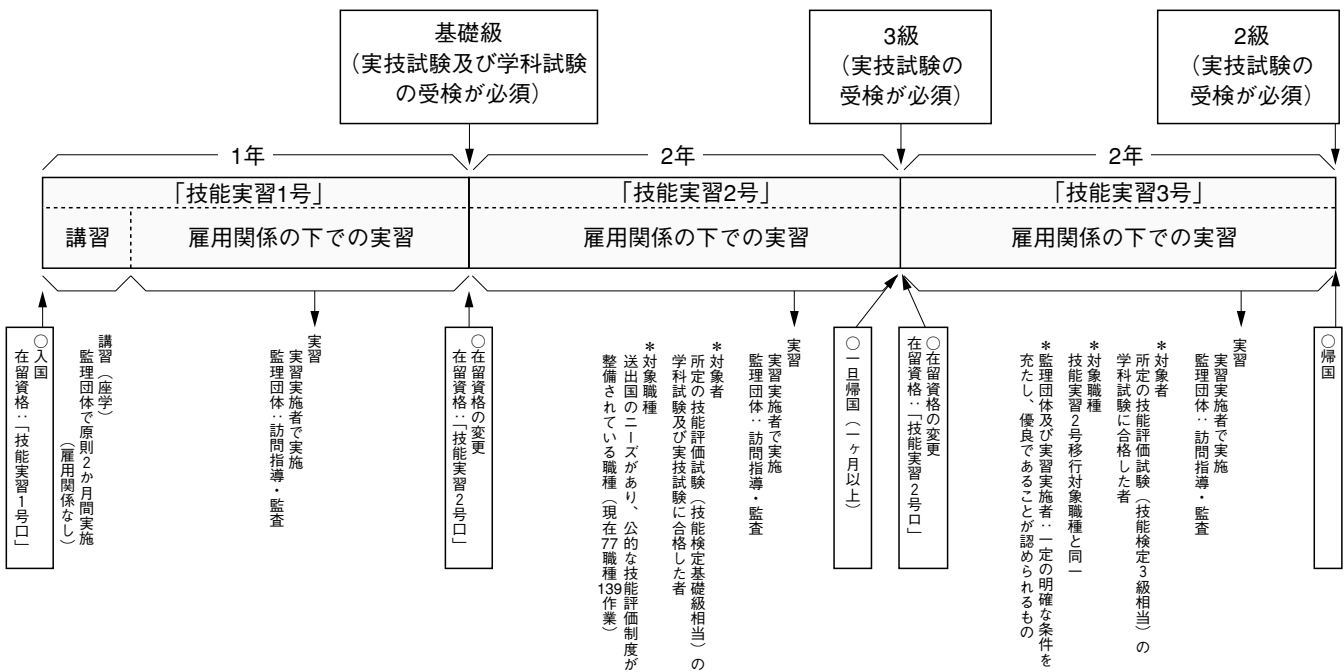 基礎級
(実技試験及び学科試験
の受検が必須)
3級
(実技試験の
受検が必須)
2級
(実技試験の
受検が必須)
1年
2年
2年
「技能実習1号」
「技能実習2号」
「技能実習3号」
講習
雇用関係の下での実習
雇用関係の下での実習
雇用関係の下での実習
○入国
在留資格:「技能実習1号ロ」
講習(座学)
監理団体で原則2か月間実施
(雇用関係なし)
実習
実習実施者で実施
監理団体:訪問指導・監査
○在留資格の変更
在留資格:「技能実習2号ロ」
実習
実習実施者で実施
監理団体:訪問指導・監査
*対象者
所定の技能評価試験(技能検定基礎級相当)の
学科試験及び実技試験に合格した者
*対象職種
送出国のニーズがあり、公的な技能評価制度が
整備されている職種(現在77職種139作業)
○一旦帰国(一ヶ月以上)
○在留資格の変更
在留資格:「技能実習2号ロ」
実習
実習実施者で実施
監理団体:訪問指導・監査
*対象者
所定の技能評価試験(技能検定3級相当)の
学科試験に合格した者
*対象職種
技能実習2号移行対象職種と同一
*監理団体及び実習実施者:一定の明確な条件を
充たし、優良であることが認められるもの
○帰国